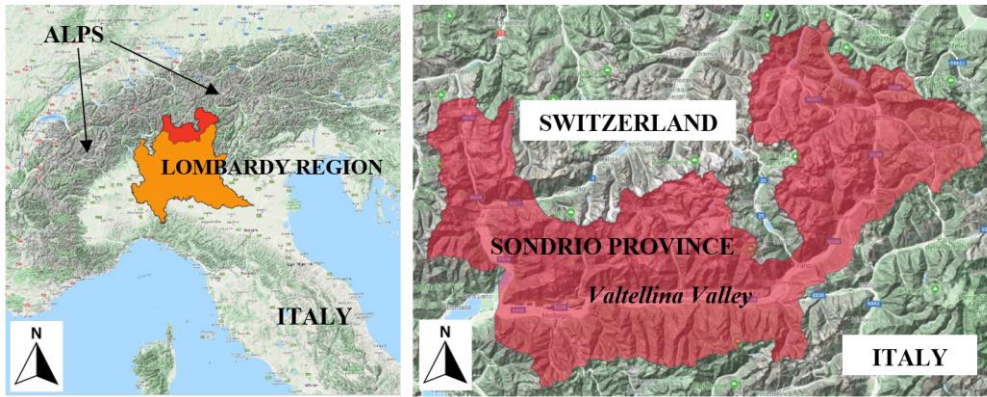 ALPS
LOMBARDY REGION
ITALY
N
SWITZERLAND
SONDRIO PROVINCE
Valtellina Valley
ITALY
N